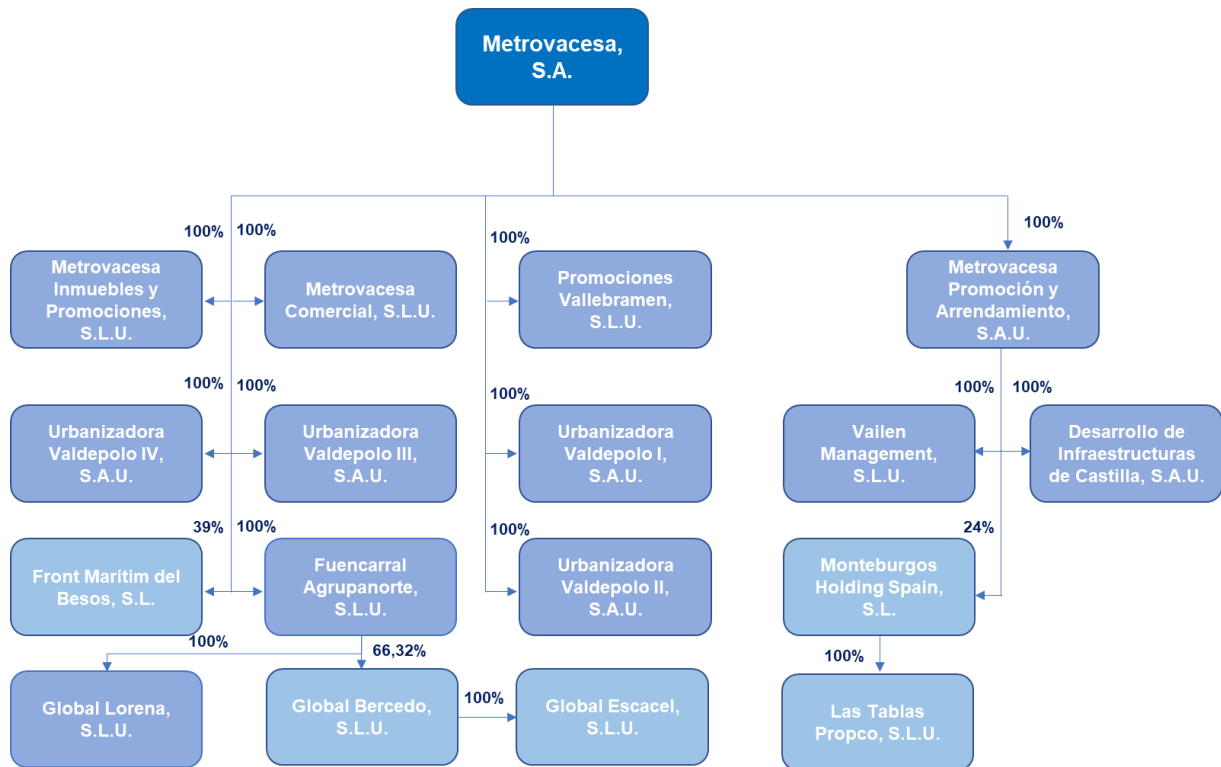 Metrovacesa,
S.A.
100%
100%
100%
100%
Metrovacesa
Inmuebles y
Promociones,
S.L.U.
Metrovacesa
Comercial, S.L.U.
Promociones
Vallebramen,
S.L.U.
Metrovacesa
Promoción y
Arrendamiento,
S.A.U.
100%
100%
100%
100%
100%
Urbanizadora
Valdepolo IV,
S.A.U.
Urbanizadora
Valdepolo III,
S.A.U.
Urbanizadora
Valdepolo I,
S.A.U.
Vailen
Management,
S.L.U.
Desarrollo de
Infraestructuras
de Castilla, S.A.U.
39%
100%
100%
24%
Front Maritim del
Besos, S.L.
Fuencarral
Agrupanorte,
S.L.U.
Urbanizadora
Valdepolo II,
S.A.U.
Monteburgos
Holding Spain,
S.L.
100%
66,32%
100%
100%
Global Lorena,
S.L.U.
Global Bercedo,
S.L.U.
Global Escacel,
S.L.U.
Las Tablas
Propco, S.L.U.